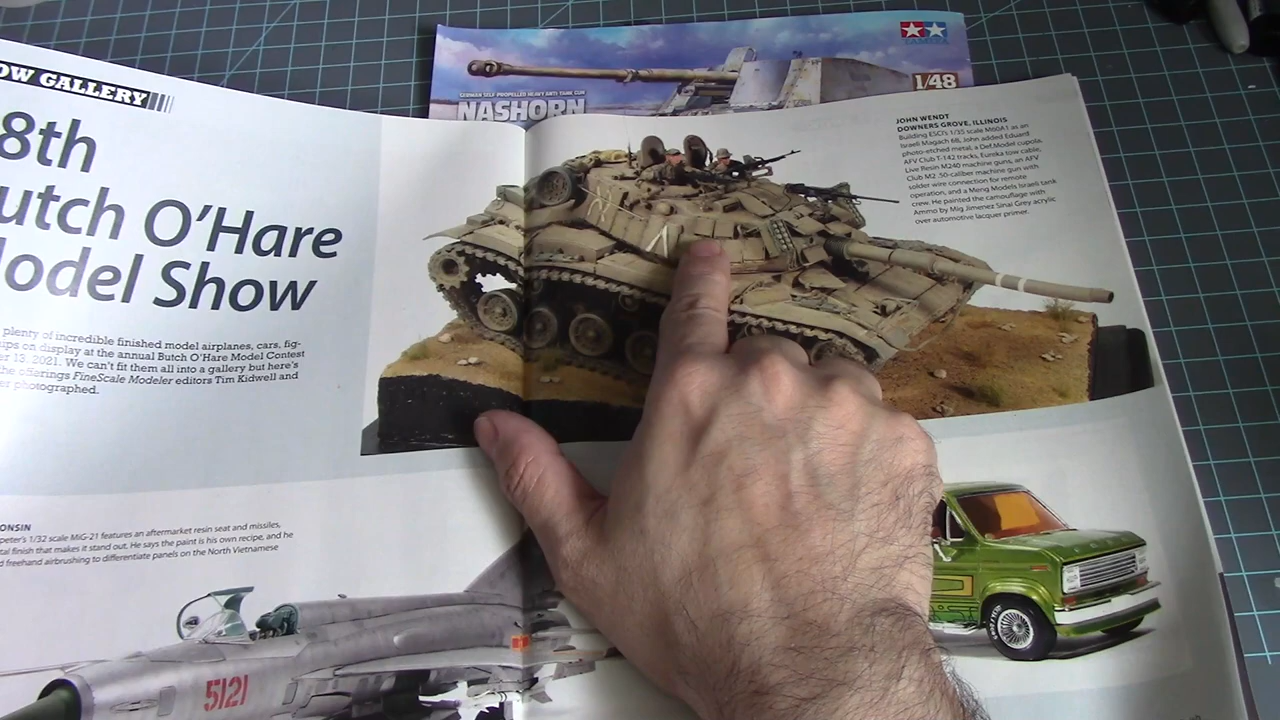 OW GALLERY
8th
utch O'Hare
odel Show
plenty of incredible finished model airplanes, cars, fig-
ups on display at the annual Butch O'Hare Model Contest
er 13, 2021. We can't fit them all into a gallery but here's
the offerings FineScale Modeler editors Tim Kidwell and
er photographed.
TAMIYA
1/48
GERMAN SELF-PROPELLED HEAVY ANTI-TANK GUN
NASHORN
JOHN WENDT
DOWNERS GROVE, ILLINOIS
Building ESCI's 1/35 scale M60A1 as an
Israeli Magach 6B, John added Eduard
photo-etched metal, a Def.Model cupola,
AFV Club T-142 tracks, Eureka tow cable,
Live Resin M240 machine guns, an AFV
Club M2 .50-caliber machine gun with
solder wire connection for remote
operation, and a Meng Models Israeli tank
crew. He painted the camouflage with
Ammo by Mig Jimenez Sinai Grey acrylic
over automotive lacquer primer.
ONSIN
peter's 1/32 scale MiG-21 features an aftermarket resin seat and missiles,
tal finish that makes it stand out. He says the paint is his own recipe, and he
d freehand airbrushing to differentiate panels on the North Vietnamese
5121